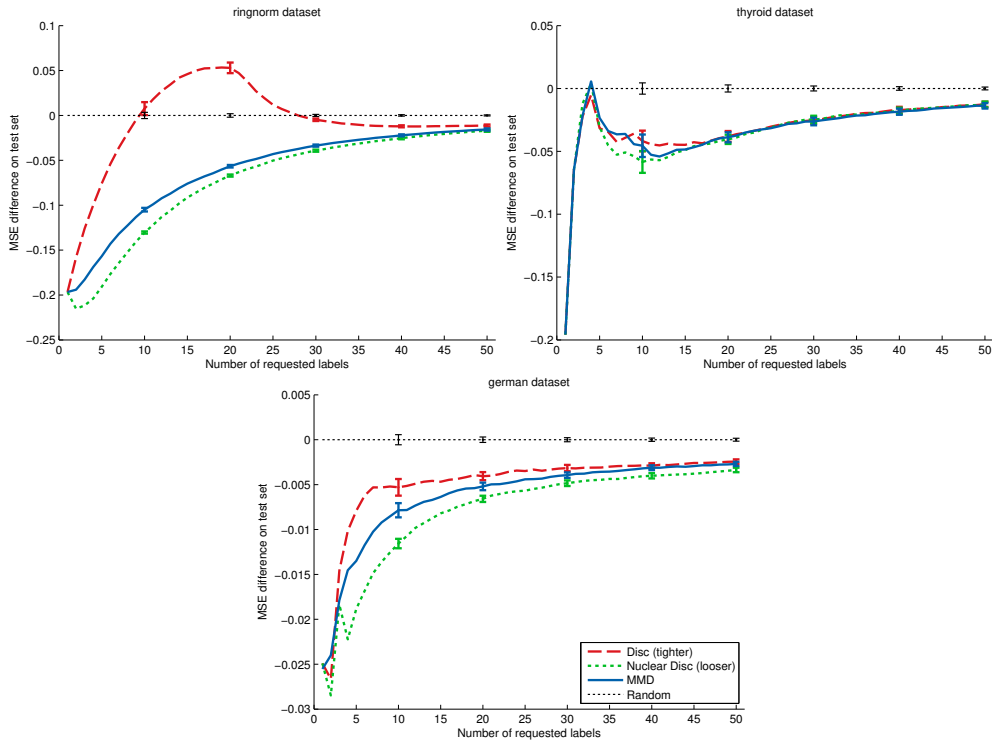 ringnorm dataset
0.1
0.05
0
−0.05
−0.1
−0.15
−0.2
−0.25
MSE difference on test set
0 5 10 15 20 25 30 35 40 45 50
Number of requested labels
thyroid dataset
0.05
0
−0.05
−0.1
−0.15
−0.2
MSE difference on test set
0 5 10 15 20 25 30 35 40 45 50
Number of requested labels
german dataset
0.005
0
−0.005
−0.01
−0.015
−0.02
−0.025
−0.03
MSE difference on test set
0 5 10 15 20 25 30 35 40 45 50
Number of requested labels
Disc (tighter)
Nuclear Disc (looser)
MMD
Random